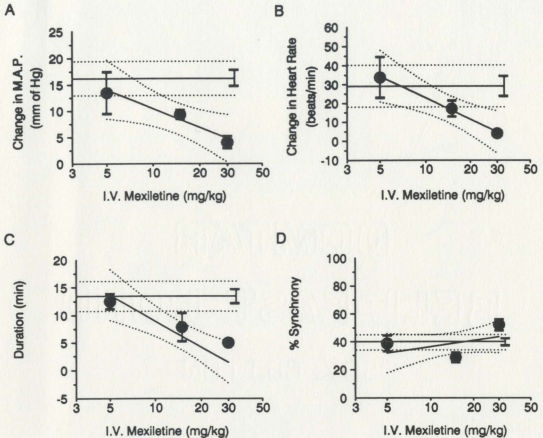 A
Change in M.A.P.
(mm of Hg)
25
20
15
10
5
0
3 5 10 20 30 50
I.V. Mexiletine (mg/kg)
B
Change in Heart Rate
(beats/min)
60
50
40
30
20
10
0
-10
3 5 10 20 30 50
I.V. Mexiletine (mg/kg)
C
Duration (min)
20
15
10
5
0
-5
3 5 10 20 30 50
I.V. Mexiletine (mg/kg)
D
% Synchrony
100
80
60
40
20
0
3 5 10 20 30 50
I.V. Mexiletine (mg/kg)